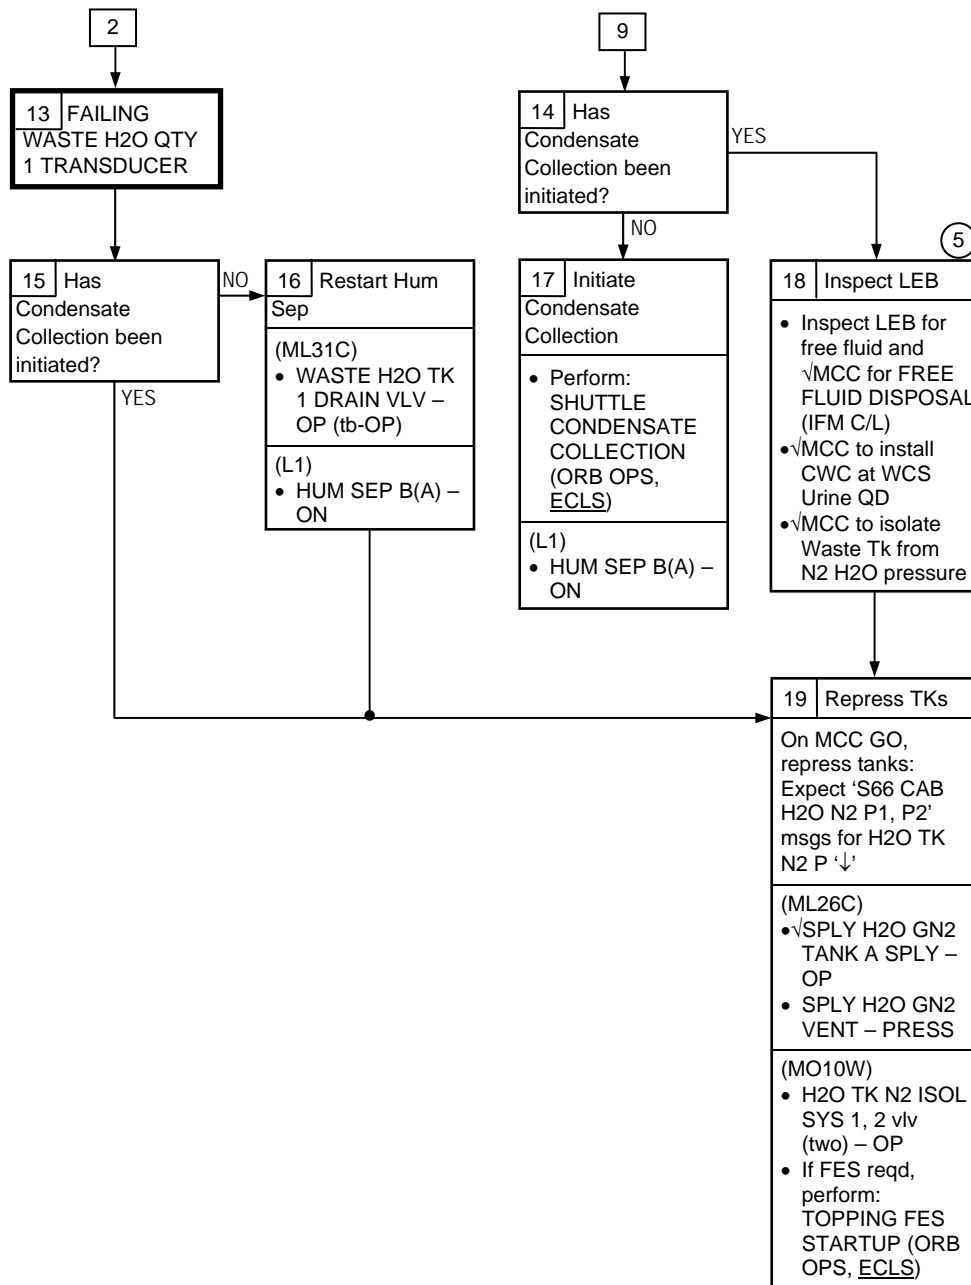 2
13 FAILING
WASTE H2O QTY
1 TRANSDUCER
15 Has
Condensate
Collection been
initiated?
NO
YES
16 Restart Hum
Sep
(ML31C)
• WASTE H2O TK
1 DRAIN VLV –
OP (tb-OP)
(L1)
• HUM SEP B(A) –
ON
9
14 Has
Condensate
Collection been
initiated?
YES
NO
17 Initiate
Condensate
Collection
• Perform:
SHUTTLE
CONDENSATE
COLLECTION
(ORB OPS,
ECLS)
(L1)
• HUM SEP B(A) –
ON
5
18 Inspect LEB
• Inspect LEB for
free fluid and
√MCC for FREE
FLUID DISPOSAL
(IFM C/L)
•√MCC to install
CWC at WCS
Urine QD
•√MCC to isolate
Waste Tk from
N2 H2O pressure
19 Repress TKs
On MCC GO,
repress tanks:
Expect ‘S66 CAB
H2O N2 P1, P2’
msgs for H2O TK
N2 P ‘↓’
(ML26C)
•√SPLY H2O GN2
TANK A SPLY –
OP
• SPLY H2O GN2
VENT – PRESS
(MO10W)
• H2O TK N2 ISOL
SYS 1, 2 vlv
(two) – OP
• If FES reqd,
perform:
TOPPING FES
STARTUP (ORB
OPS, ECLS)